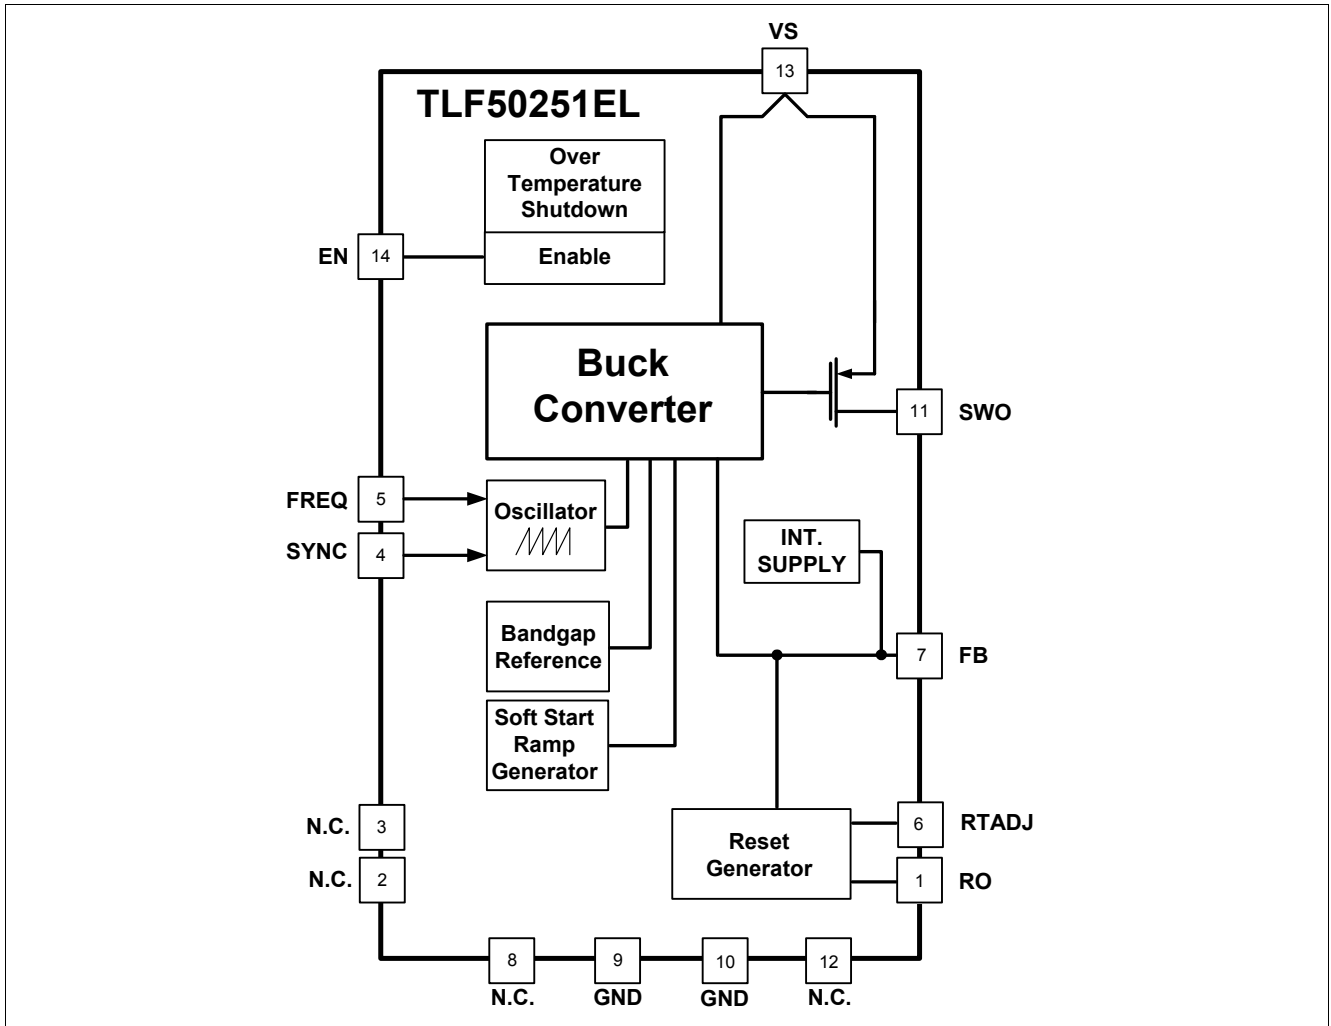 VS
13
TLF50251EL
Over
Temperature
Shutdown
EN
14
Enable
Buck
Converter
11
SWO
FREQ
5
Oscillator
SYNC
4
INT.
SUPPLY
Bandgap
Reference
7
FB
Soft Start
Ramp
Generator
N.C.
3
6
RTADJ
Reset
Generator
N.C.
2
1
RO
8
9
10
12
N.C.
GND
GND
N.C.